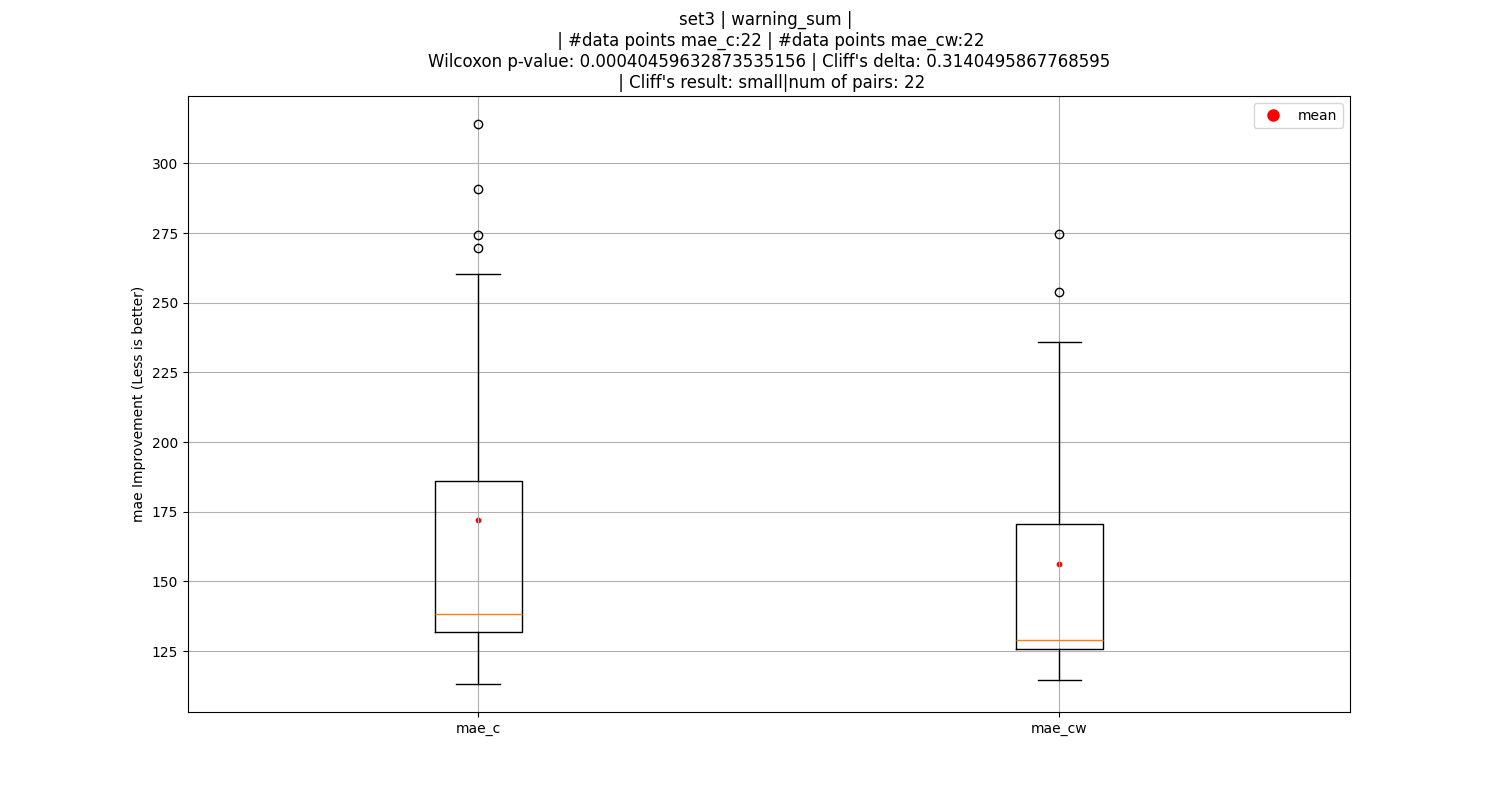 set3 | warning_sum |
| #data points mae_c:22 | #data points mae_cw:22
Wilcoxon p-value: 0.00040459632873535156 | Cliff's delta: 0.3140495867768595
| Cliff's result: small|num of pairs: 22
mean
300
275
250
225
200
175
150
125
mae Improvement (Less is better)
mae_c
mae_cw